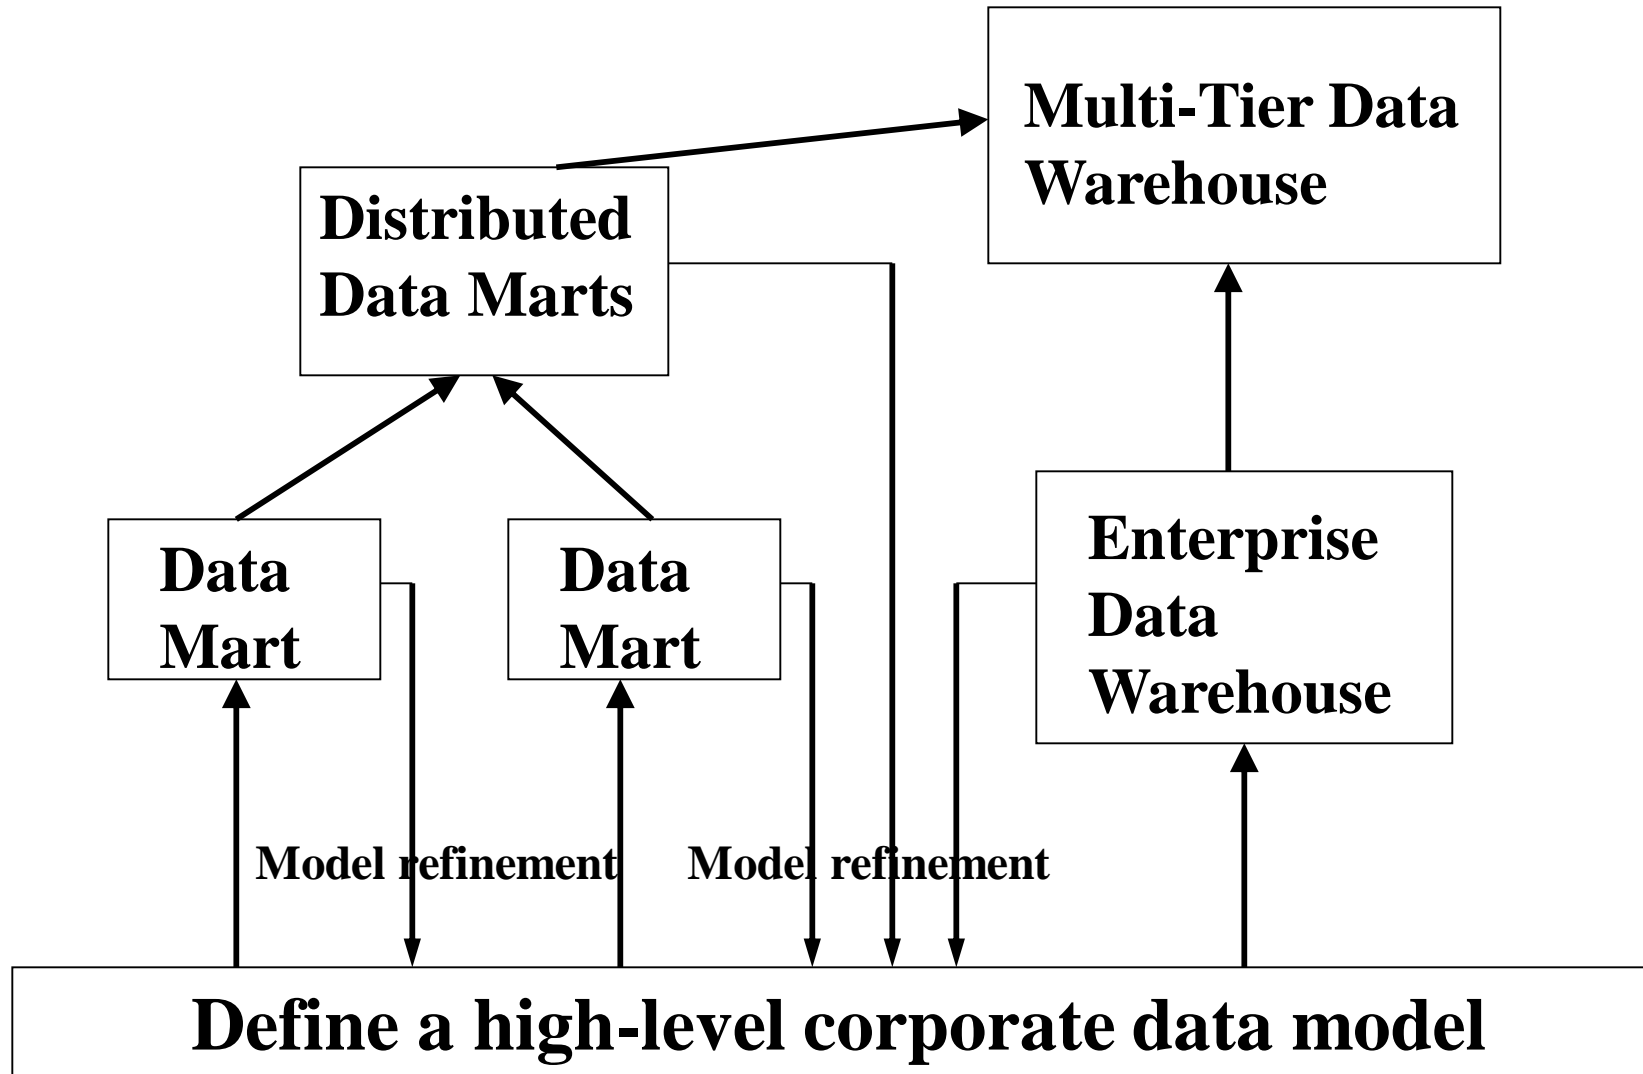 Multi-Tier Data
Warehouse
Distributed
Data Marts
Data
Mart
Data
Mart
Enterprise
Data
Warehouse
Model refinement
Model refinement
Define a high-level corporate data model